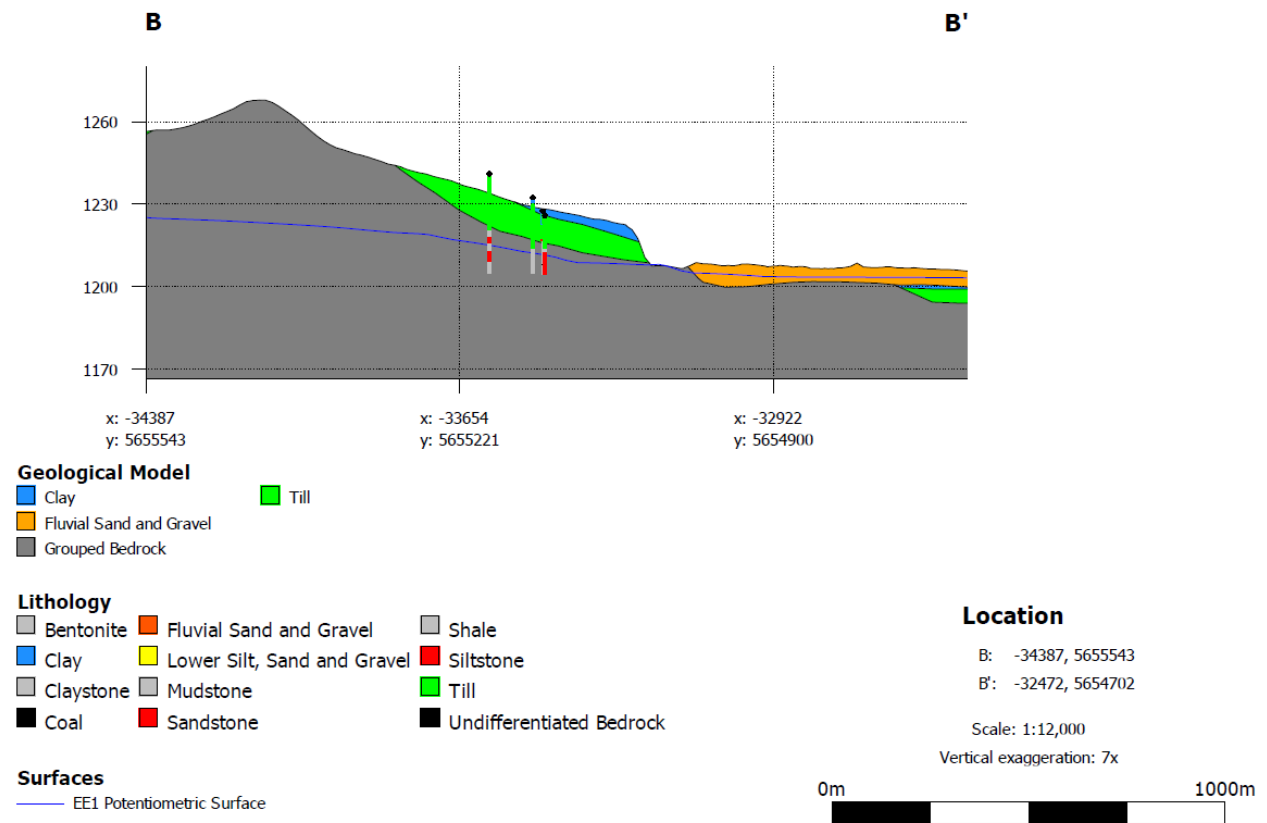 B B'
1260
1230
1200
1170
x: -34387 x: -33654 x: -32922
y: 5655543 y: 5655221 y: 5654900
Geological Model
Clay Till
Fluvial Sand and Gravel
Grouped Bedrock
Lithology
Bentonite Fluvial Sand and Gravel Shale
Clay Lower Silt, Sand and Gravel Siltstone
Claystone Mudstone Till
Coal Sandstone Undifferentiated Bedrock
Surfaces
EE1 Potentiometric Surface
Location
B: -34387, 5655543
B': -32472, 5654702
Scale: 1:12,000
Vertical exaggeration: 7x
0m 1000m